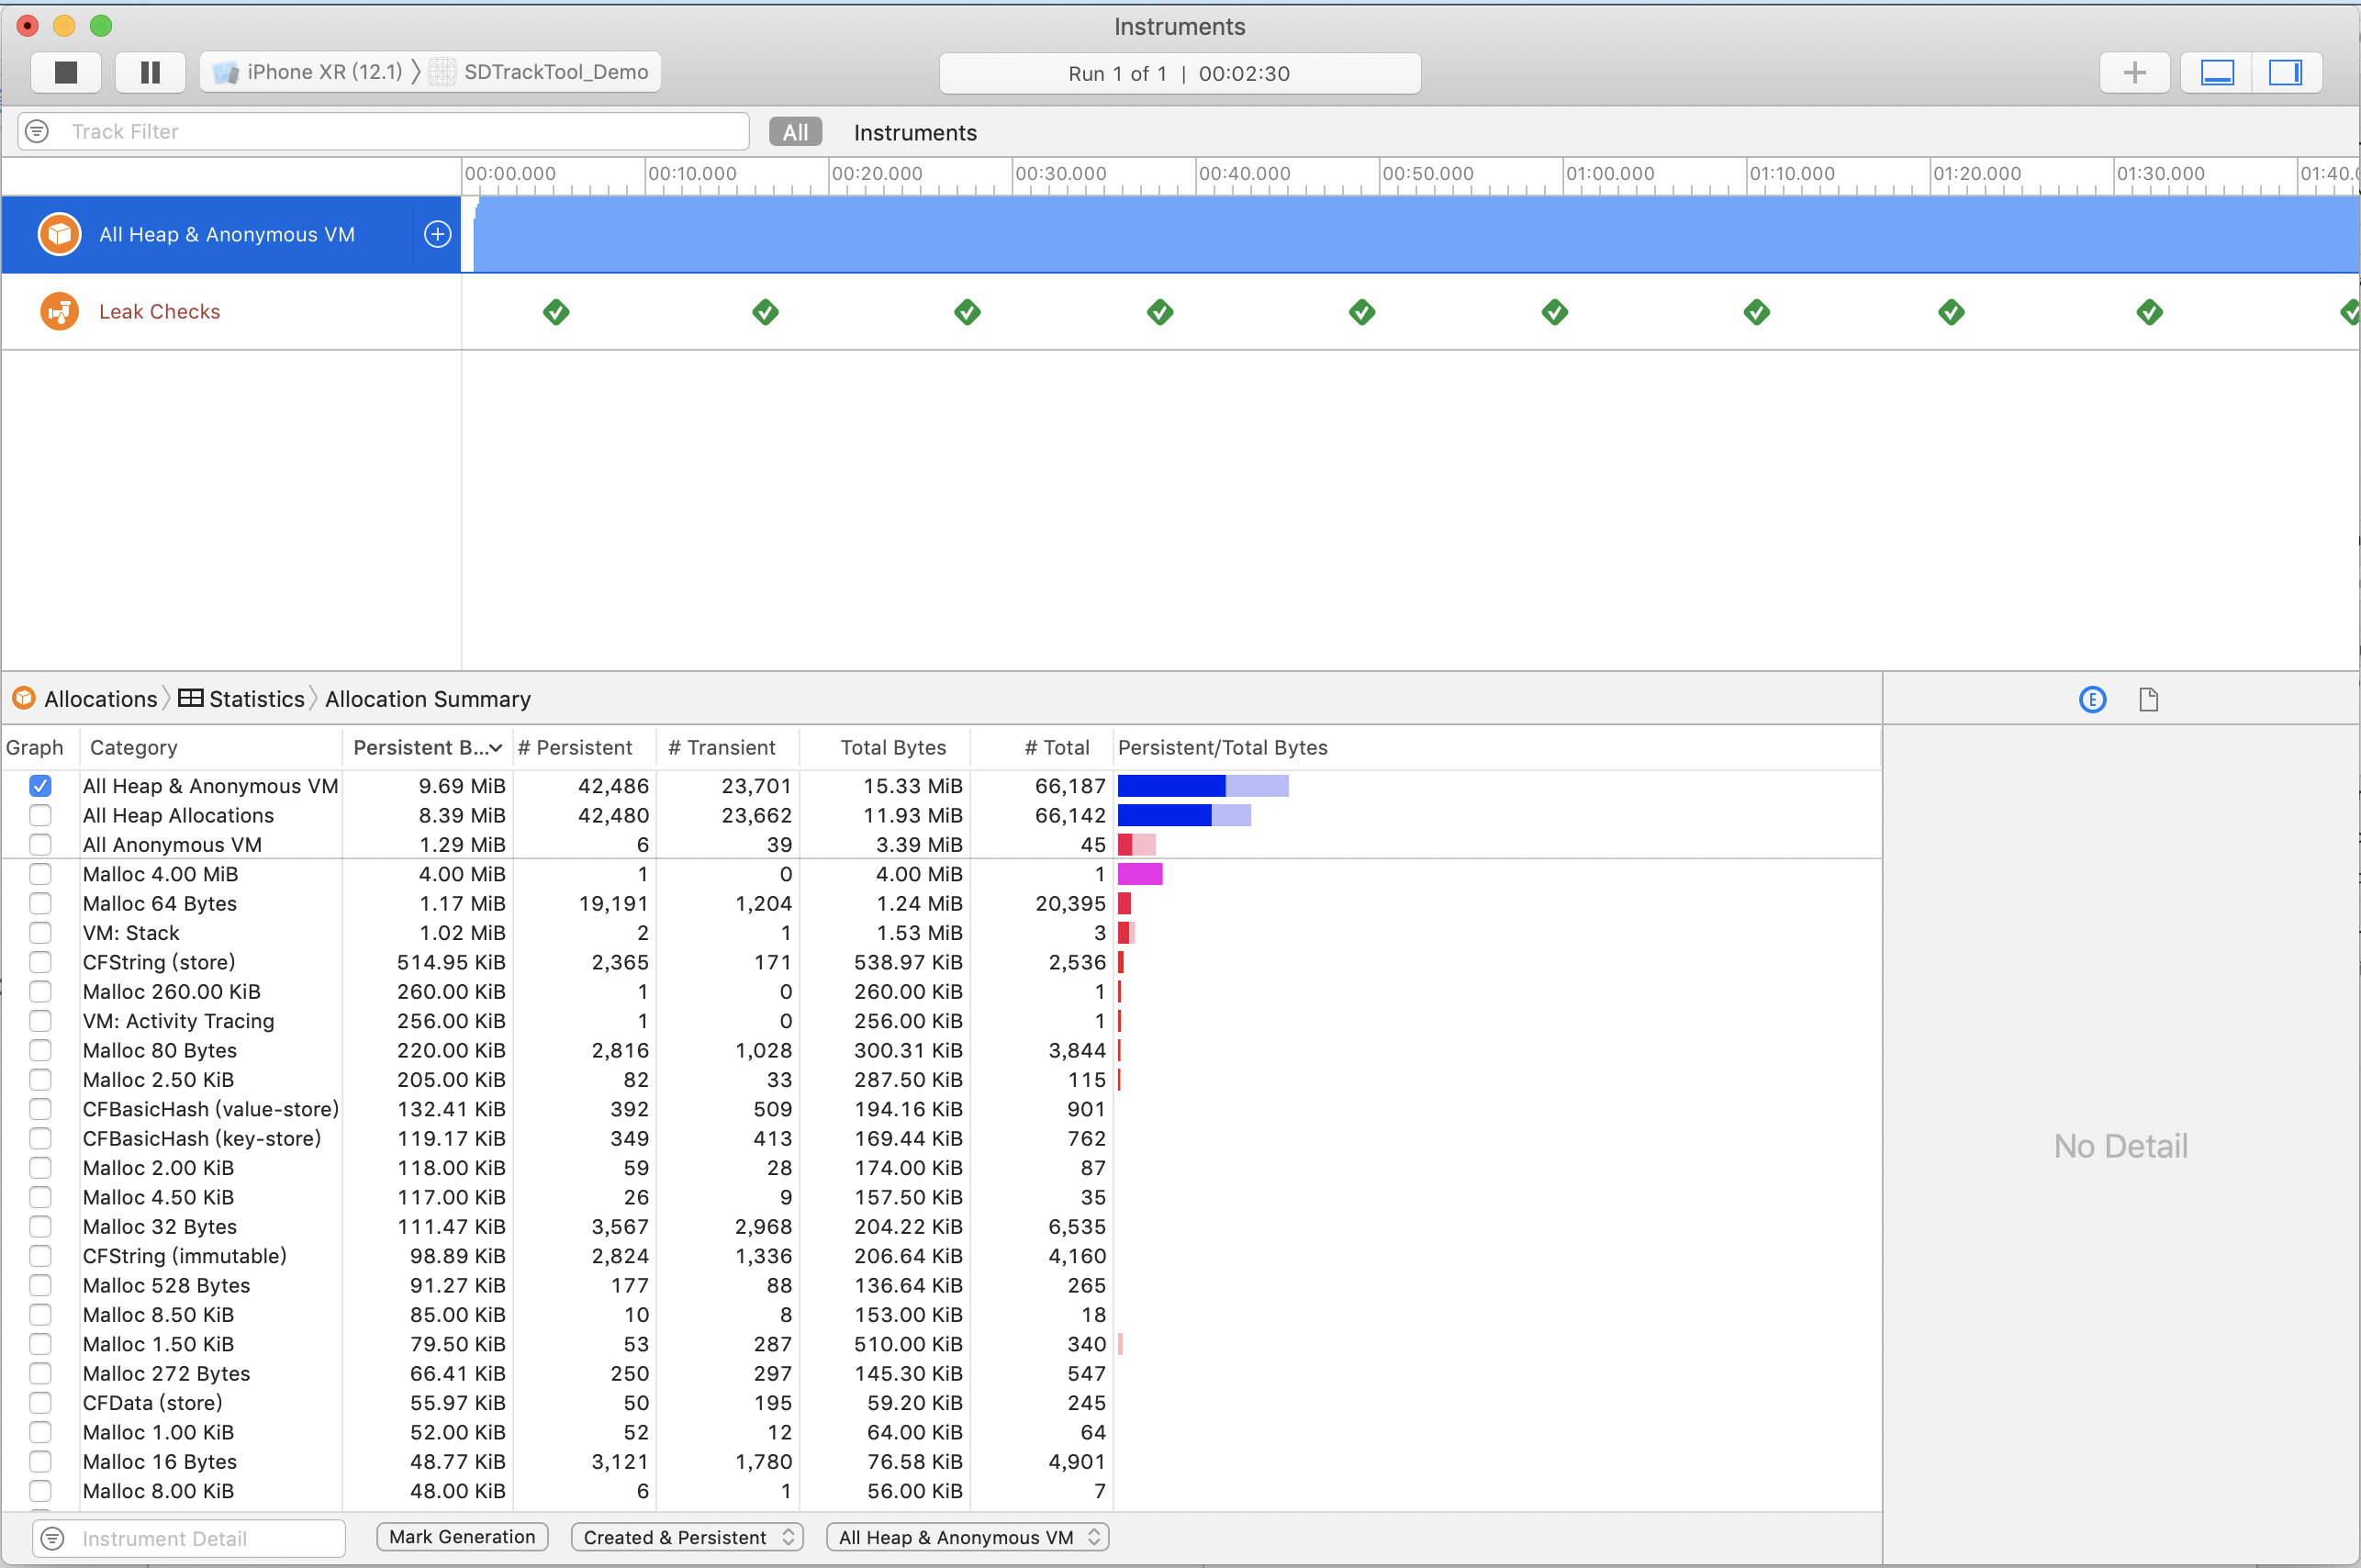 Instruments
iPhone XR (12.1) SDTrackTool_Demo Run 1 of 1 | 00:02:30
Track Filter All Instruments
00:00.000 00:10.000 00:20.000 00:30.000 00:40.000 00:50.000 01:00.000 01:10.000 01:20.000 01:30.000
All Heap & Anonymous VM
Leak Checks
Allocations Statistics Allocation Summary
Graph Category Persistent B... # Persistent # Transient Total Bytes # Total Persistent/Total Bytes
All Heap & Anonymous VM 9.69 MiB 42,486 23,701 15.33 MiB 66,187
All Heap Allocations 8.39 MiB 42,480 23,662 11.93 MiB 66,142
All Anonymous VM 1.29 MiB 6 39 3.39 MiB 45
Malloc 4.00 MiB 4.00 MiB 1 0 4.00 MiB 1
Malloc 64 Bytes 1.17 MiB 19,191 1,204 1.24 MiB 20,395
VM: Stack 1.02 MiB 2 1 1.53 MiB 3
CFString (store) 514.95 KiB 2,365 171 538.97 KiB 2,536
Malloc 260.00 KiB 260.00 KiB 1 0 260.00 KiB 1
VM: Activity Tracing 256.00 KiB 1 0 256.00 KiB 1
Malloc 80 Bytes 220.00 KiB 2,816 1,028 300.31 KiB 3,844
Malloc 2.50 KiB 205.00 KiB 82 33 287.50 KiB 115
CFBasicHash (value-store) 132.41 KiB 392 509 194.16 KiB 901
CFBasicHash (key-store) 119.17 KiB 349 413 169.44 KiB 762
Malloc 2.00 KiB 118.00 KiB 59 28 174.00 KiB 87
Malloc 4.50 KiB 117.00 KiB 26 9 157.50 KiB 35
Malloc 32 Bytes 111.47 KiB 3,567 2,968 204.22 KiB 6,535
CFString (immutable) 98.89 KiB 2,824 1,336 206.64 KiB 4,160
Malloc 528 Bytes 91.27 KiB 177 88 136.64 KiB 265
Malloc 8.50 KiB 85.00 KiB 10 8 153.00 KiB 18
Malloc 1.50 KiB 79.50 KiB 53 287 510.00 KiB 340
Malloc 272 Bytes 66.41 KiB 250 297 145.30 KiB 547
CFData (store) 55.97 KiB 50 195 59.20 KiB 245
Malloc 1.00 KiB 52.00 KiB 52 12 64.00 KiB 64
Malloc 16 Bytes 48.77 KiB 3,121 1,780 76.58 KiB 4,901
Malloc 8.00 KiB 48.00 KiB 6 1 56.00 KiB 7
E
No Detail
Instrument Detail Mark Generation Created & Persistent All Heap & Anonymous VM